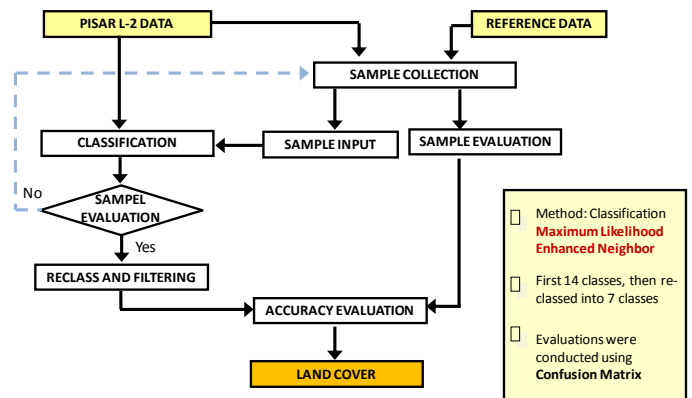 PISAR L-2 DATA
REFERENCE DATA
SAMPLE COLLECTION
CLASSIFICATION
SAMPLE INPUT
SAMPLE EVALUATION
No
SAMPEL
EVALUATION
Yes
RECLASS AND FILTERING
ACCURACY EVALUATION
LAND COVER
Method: Classification
Maximum Likelihood
Enhanced Neighbor
First 14 classes, then re-
classed into 7 classes
Evaluations were
conducted using
Confusion Matrix